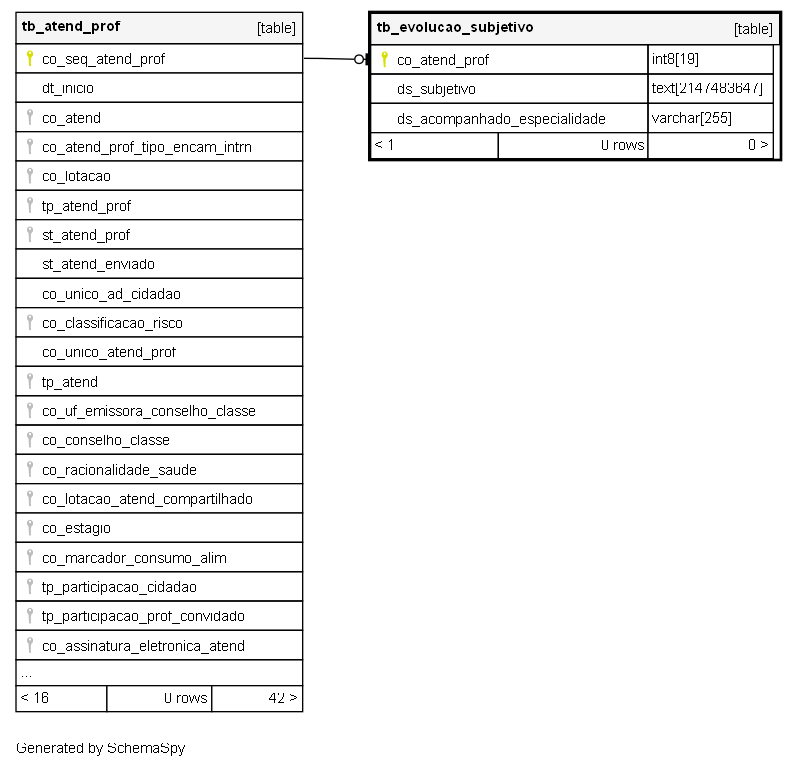 tb_atend_prof [table]
co_seq_atend_prof
dt_inicio
co_atend
co_atend_prof_tipo_encam_intrn
co_lotacao
tp_atend_prof
st_atend_prof
st_atend_enviado
co_unico_ad_cidadao
co_classificacao_risco
co_unico_atend_prof
tp_atend
co_uf_emissora_conselho_classe
co_conselho_classe
co_racionalidade_saude
co_lotacao_atend_compartilhado
co_estagio
co_marcador_consumo_alim
tp_participacao_cidadao
tp_participacao_prof_convidado
co_assinatura_eletronica_atend
...
< 16 0 rows 42 >
tb_evolucao_subjetivo [table]
co_atend_prof int8[19]
ds_subjetivo text[2147483647]
ds_acompanhado_especialidade varchar[255]
< 1 0 rows 0 >
Generated by SchemaSpy